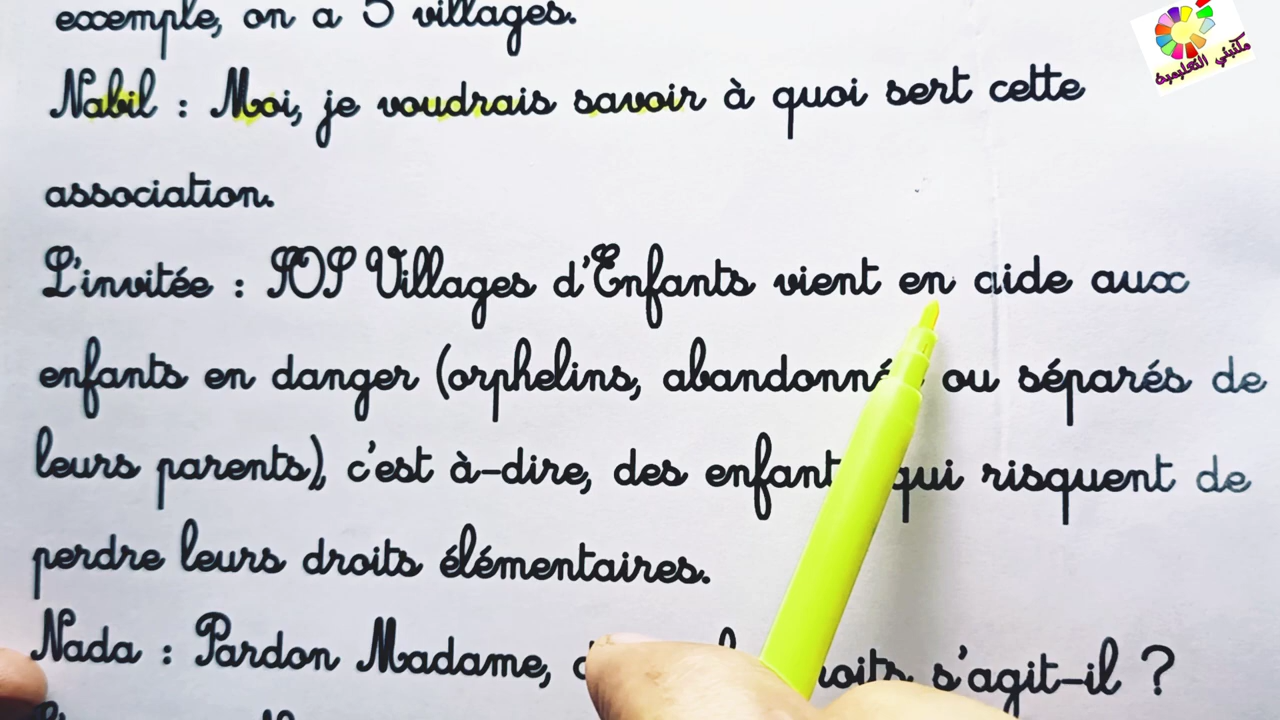 exemple, on a 5 villages.
Nabil : Moi, je voudrais savoir à quoi sert cette
association.
L'invitée : SOS Villages d'Enfants vient en aide aux
enfants en danger (orphelins, ou séparés de
leurs parents), c'est à-dire, des qui risquent de
perdre leurs droits élémentaires.
Nada : Pardon Madame, s'agit-il ?
مكتبتي التعليمية